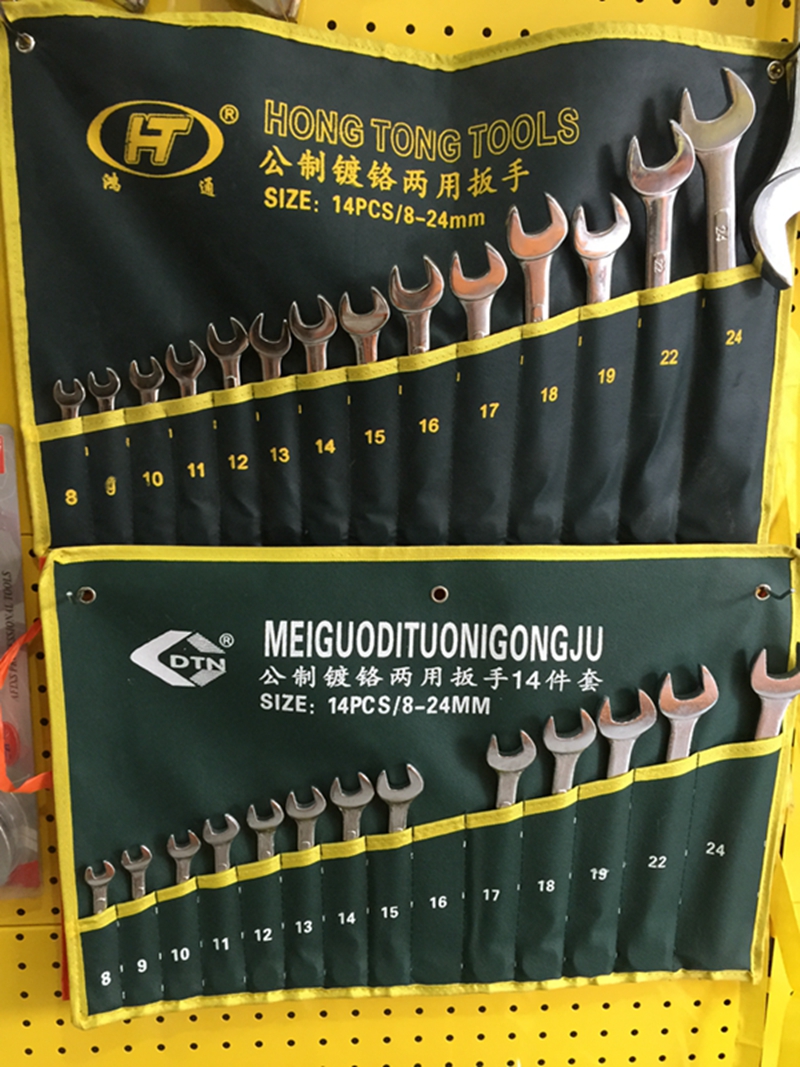 HT®
鸿 通
HONG TONG TOOLS
公制镀铬两用扳手
SIZE: 14PCS/8-24mm
24
22
8 9 10 11 12 13 14 15 16 17 18 19 22 24
DTN®
MEIGUODITUONIGONGJU
公制镀铬两用扳手14件套
SIZE: 14PCS/8-24MM
8 9 10 11 12 13 14 15 16 17 18 19 22 24